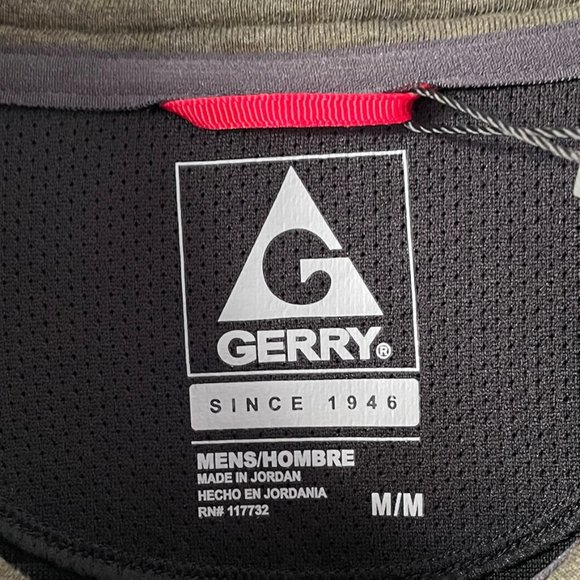 G
GERRY®
SINCE 1946
MENS/HOMBRE
MADE IN JORDAN
HECHO EN JORDANIA
RN# 117732
M/M